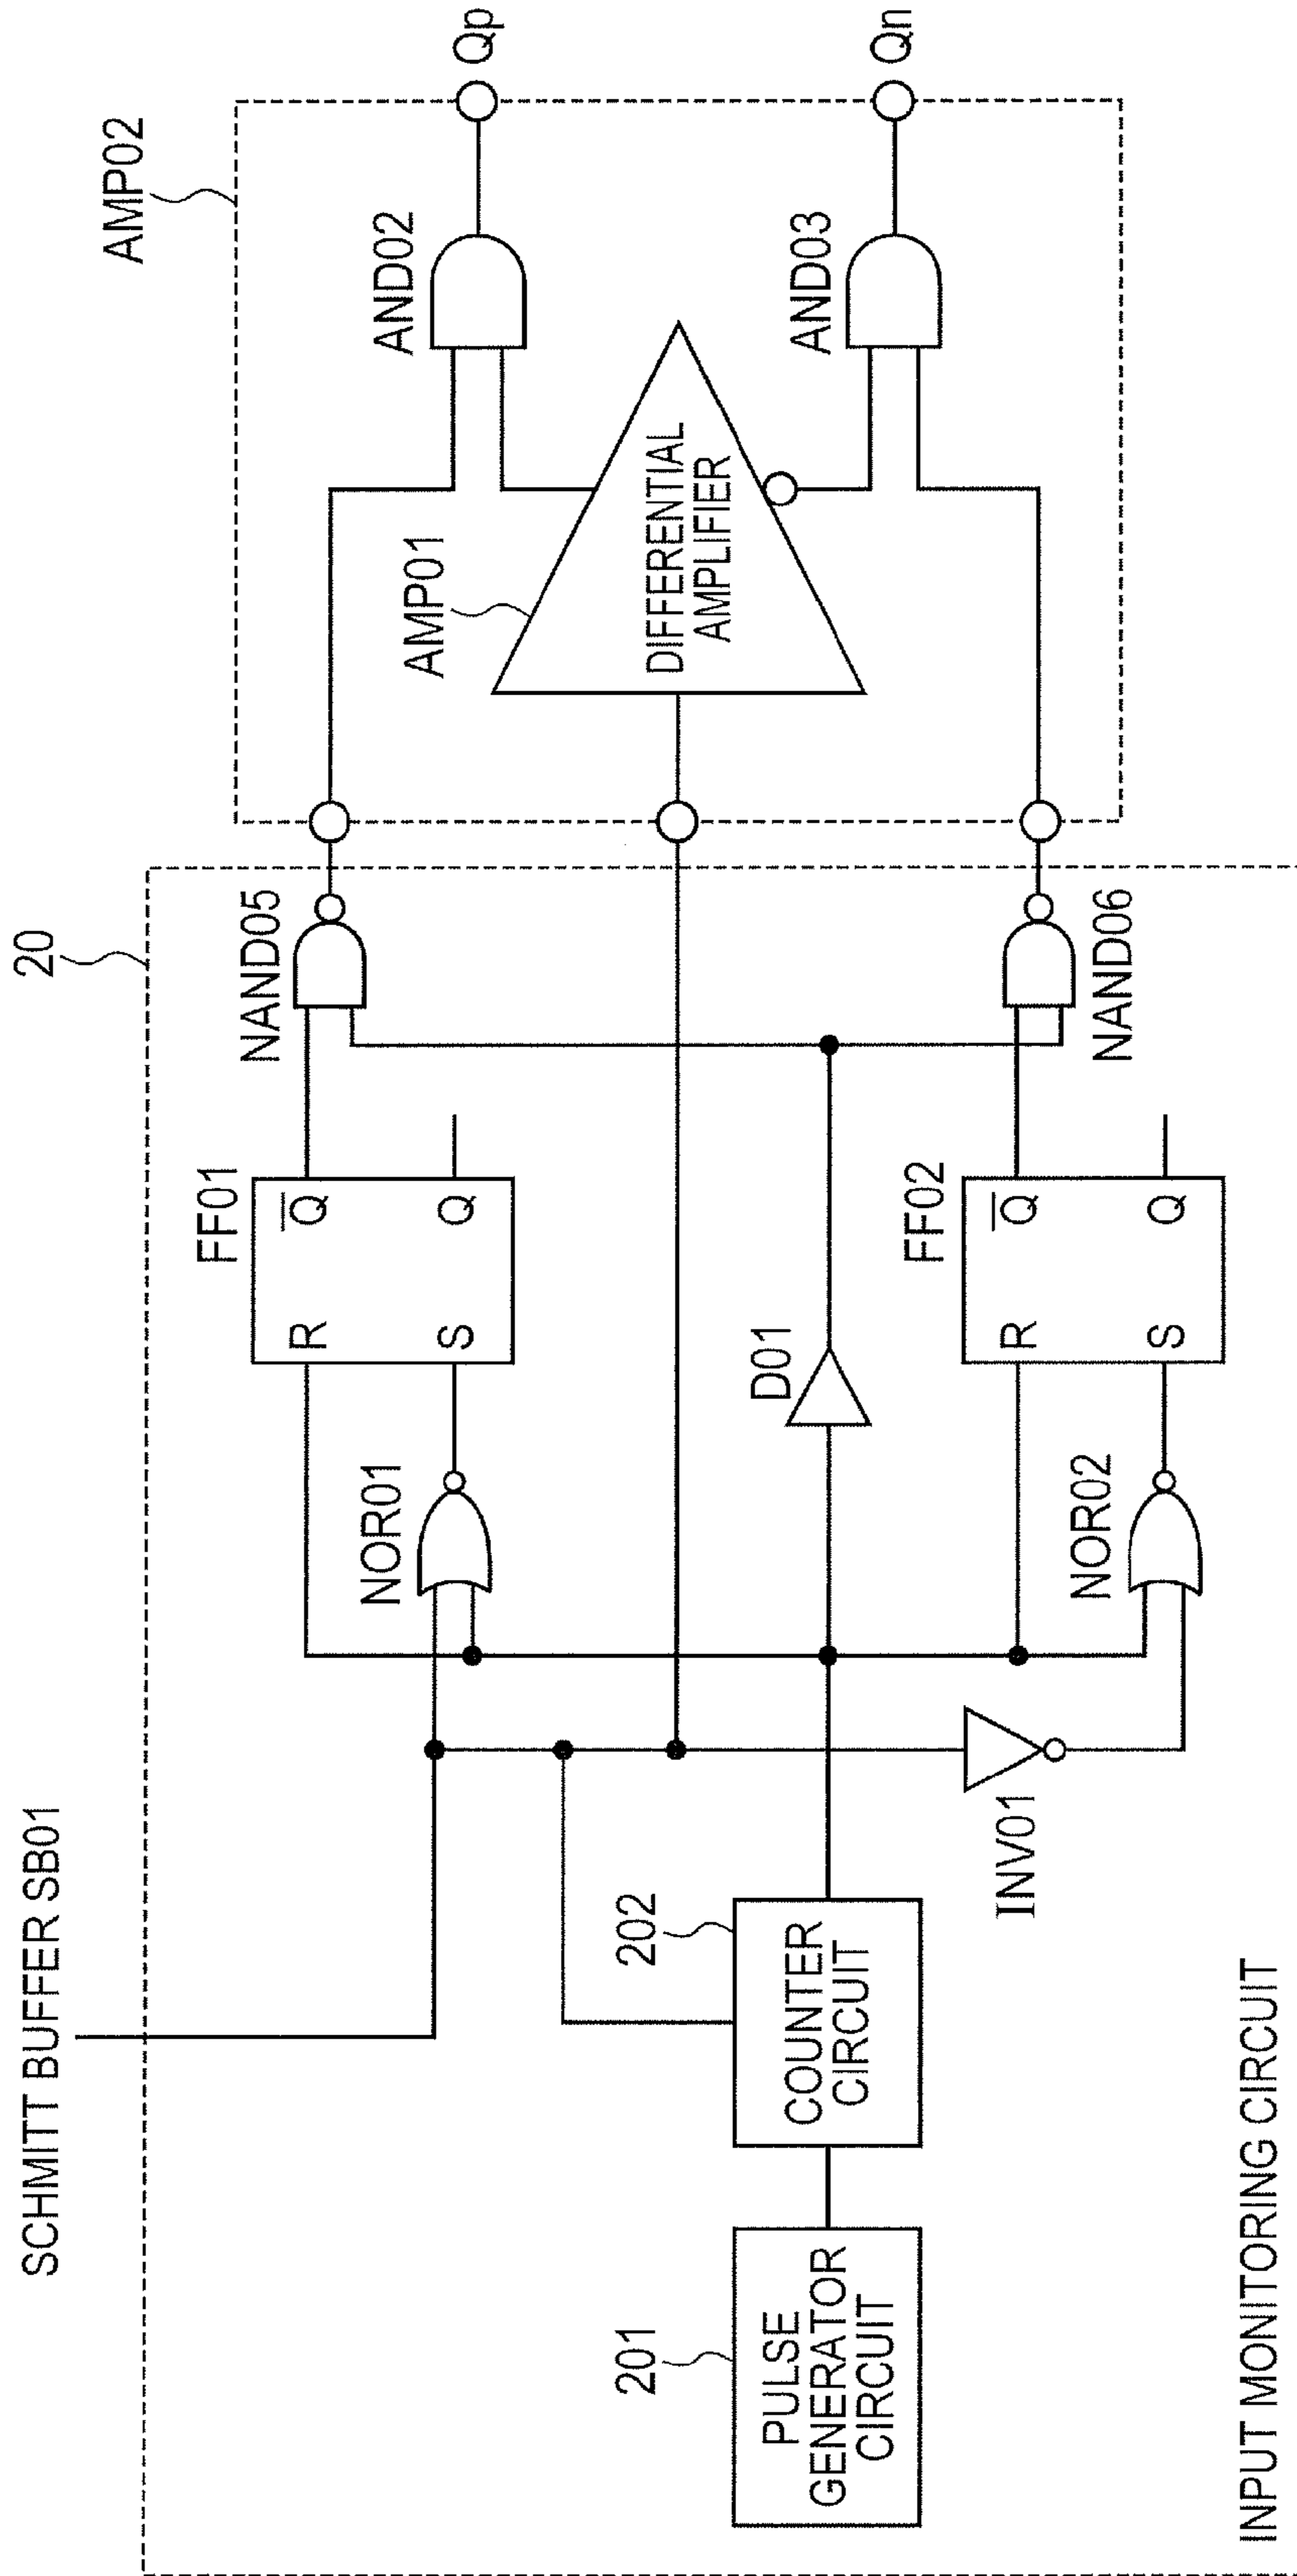 SCHMITT BUFFER SB01
20
AMP02
NAND05
AND02
Qp
FF01
R
Q
S
Q
NOR01
AMP01
DIFFERENTIAL
AMPLIFIER
201
PULSE
GENERATOR
CIRCUIT
202
COUNTER
CIRCUIT
D01
AND03
Qn
FF02
R
Q
S
Q
INV01
NOR02
NAND06
INPUT MONITORING CIRCUIT